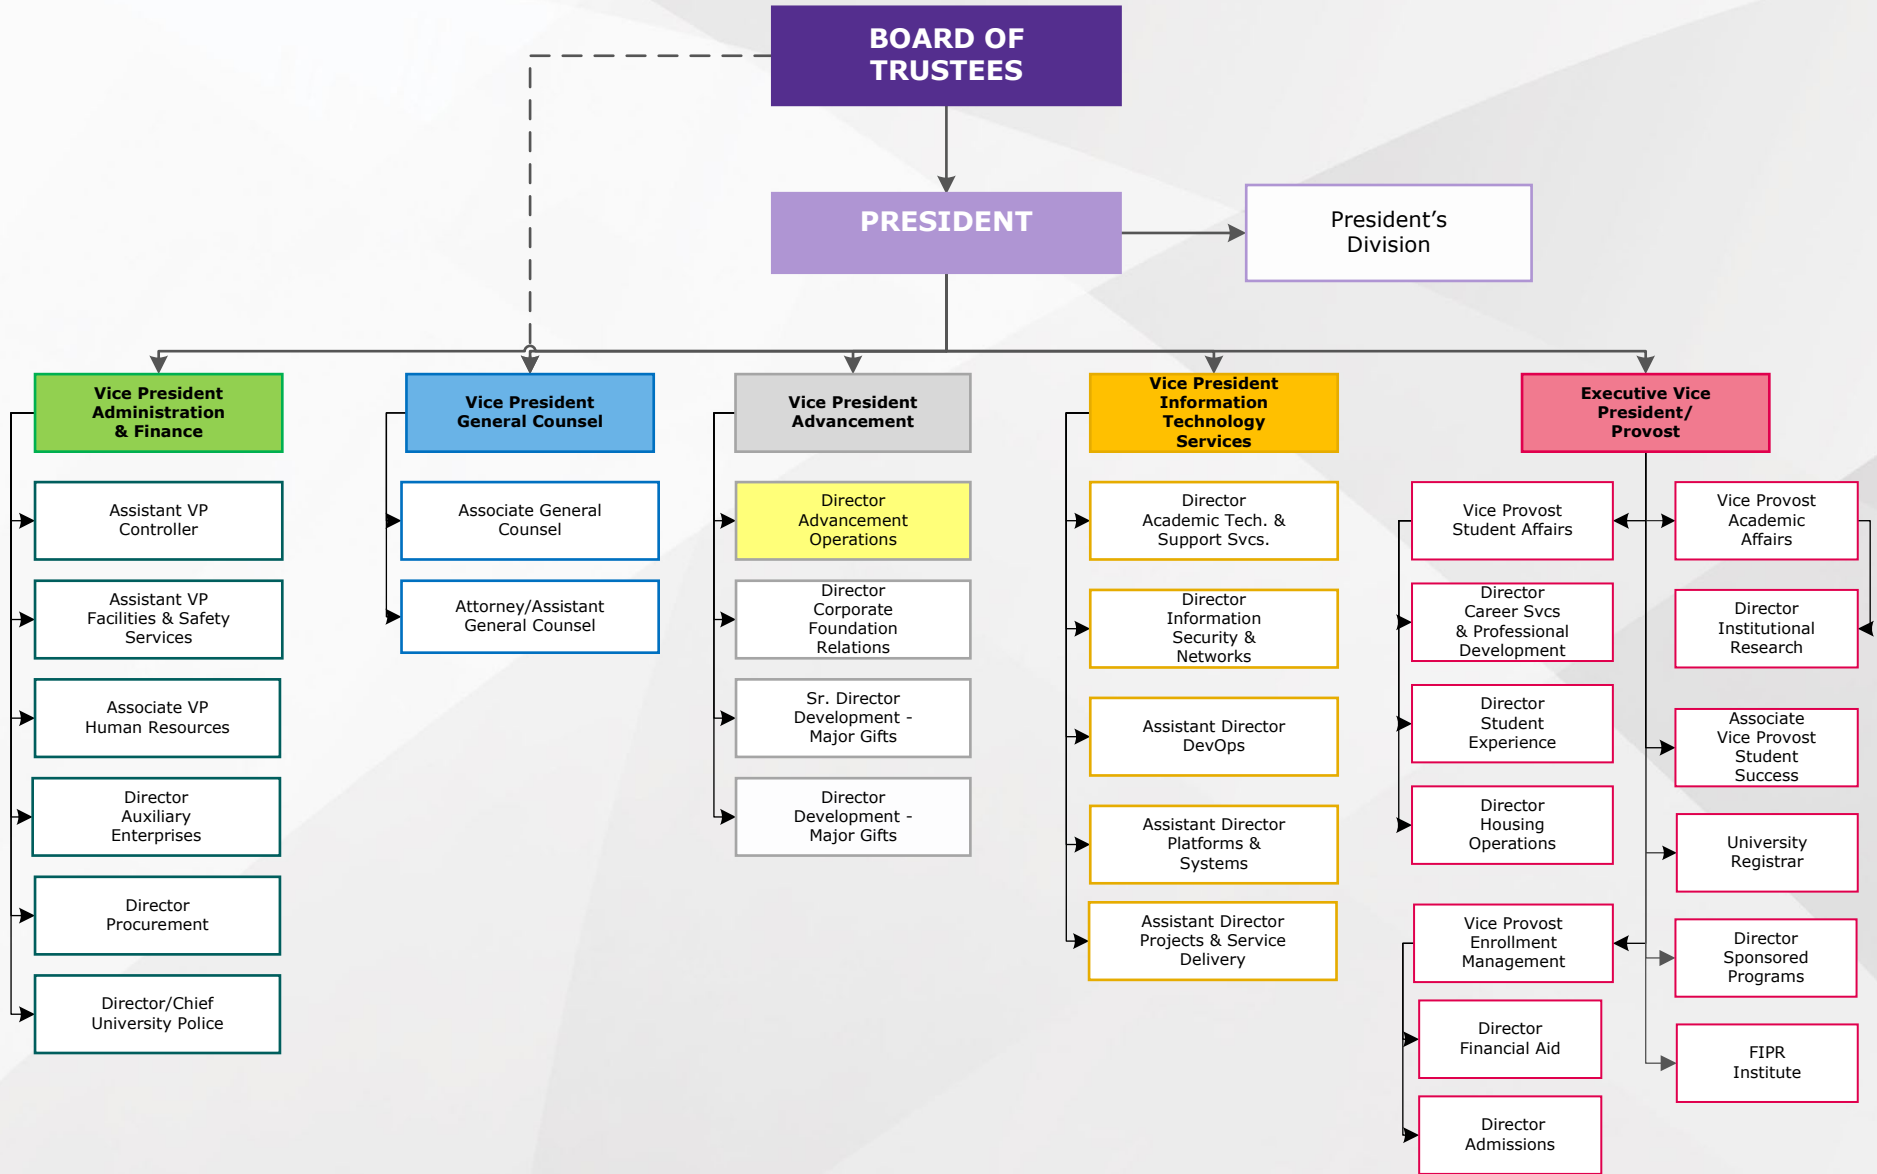 BOARD OF
TRUSTEES
PRESIDENT
President’s
Division
Vice President
Administration
& Finance
Assistant VP
Controller
Assistant VP
Facilities & Safety
Services
Associate VP
Human Resources
Director
Auxiliary
Enterprises
Director
Procurement
Director/Chief
University Police
Vice President
General Counsel
Associate General
Counsel
Attorney/Assistant
General Counsel
Vice President
Advancement
Director
Advancement
Operations
Director
Corporate
Foundation
Relations
Sr. Director
Development -
Major Gifts
Director
Development -
Major Gifts
Vice President
Information
Technology
Services
Director
Academic Tech. &
Support Svcs.
Director
Information
Security &
Networks
Assistant Director
DevOps
Assistant Director
Platforms &
Systems
Assistant Director
Projects & Service
Delivery
Executive Vice
President/
Provost
Vice Provost
Student Affairs
Director
Career Svcs
& Professional
Development
Director
Student
Experience
Director
Housing
Operations
Vice Provost
Enrollment
Management
Director
Financial Aid
Director
Admissions
Vice Provost
Academic
Affairs
Director
Institutional
Research
Associate
Vice Provost
Student
Success
University
Registrar
Director
Sponsored
Programs
FIPR
Institute